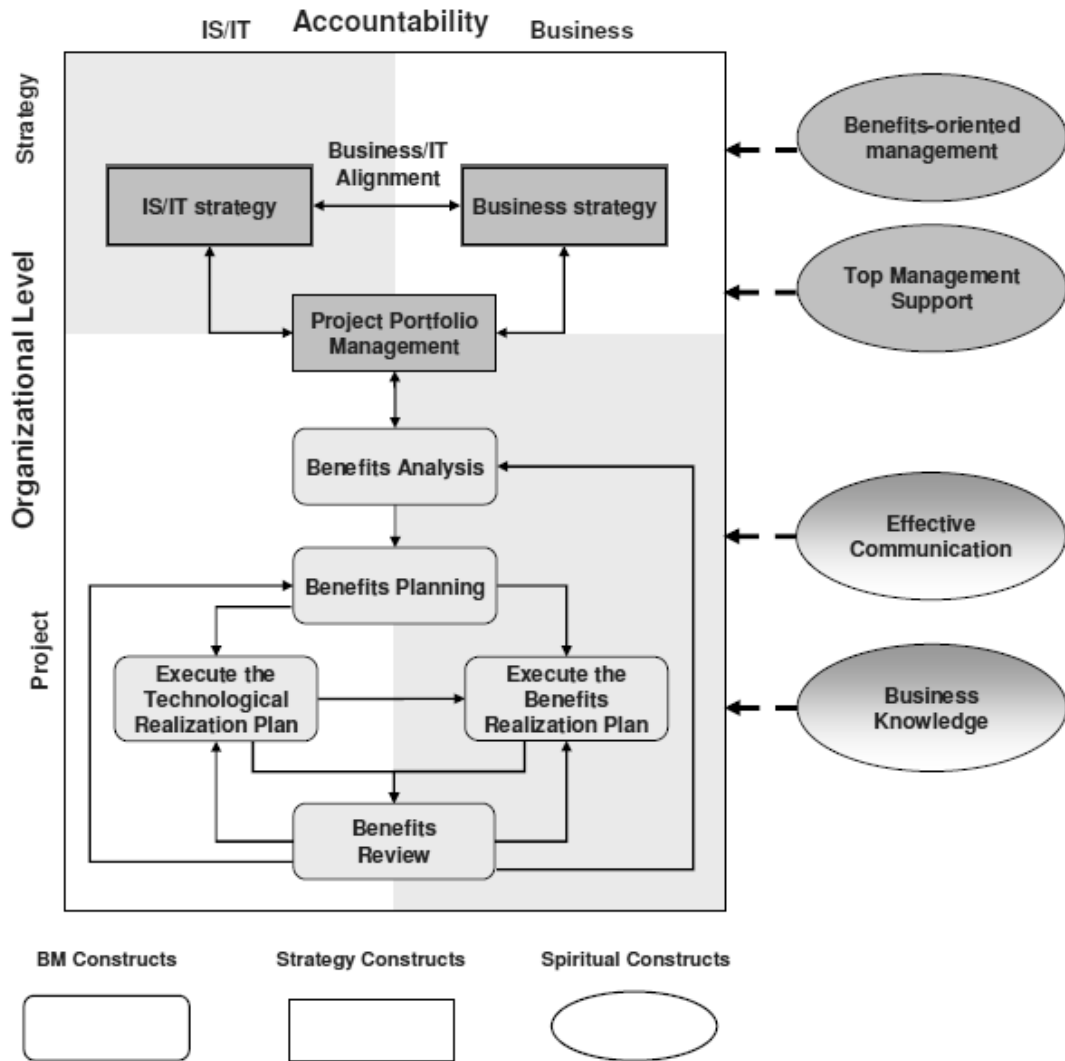 Accountability
IS/IT
Business
Strategy
Organizational Level
Project
Business/IT
Alignment
IS/IT strategy
Business strategy
Project Portfolio
Management
Benefits Analysis
Benefits Planning
Execute the
Technological
Realization Plan
Execute the
Benefits
Realization Plan
Benefits
Review
Benefits-oriented
management
Top Management
Support
Effective
Communication
Business
Knowledge
BM Constructs
Strategy Constructs
Spiritual Constructs